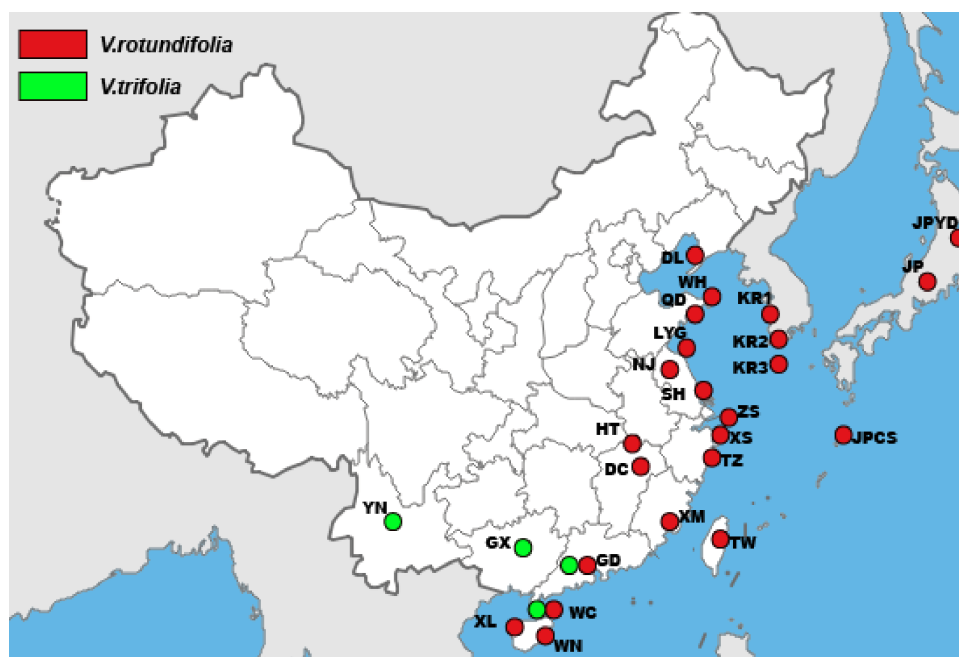 V.rotundifolia
V.trifolia
JPYD
DL
JP
WH
QD
KR1
LYG
KR2
NJ
KR3
SH
ZS
HT
XS
JPCS
DC
TZ
YN
XM
GX
TW
GD
WC
XL
WN